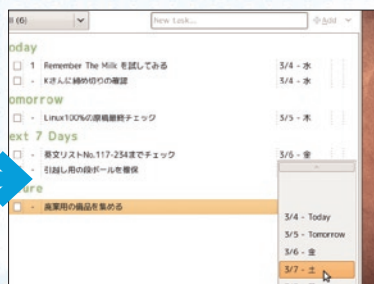 ll (6) New task... Add
oday
1 Remember The Milk を試してみる 3/4 - 水
- Kさんに締め切りの確認 3/4 - 水
omorrow
- Linux100%の原稿最終チェック 3/5 - 木
ext 7 Days
- 英文リストNo.117-234までチェック 3/6 - 金
- 引越し用の段ボールを確保
ure
- 廃棄用の備品を集める
3/4 - Today
3/5 - Tomorrow
3/6 - 金
3/7 - 土